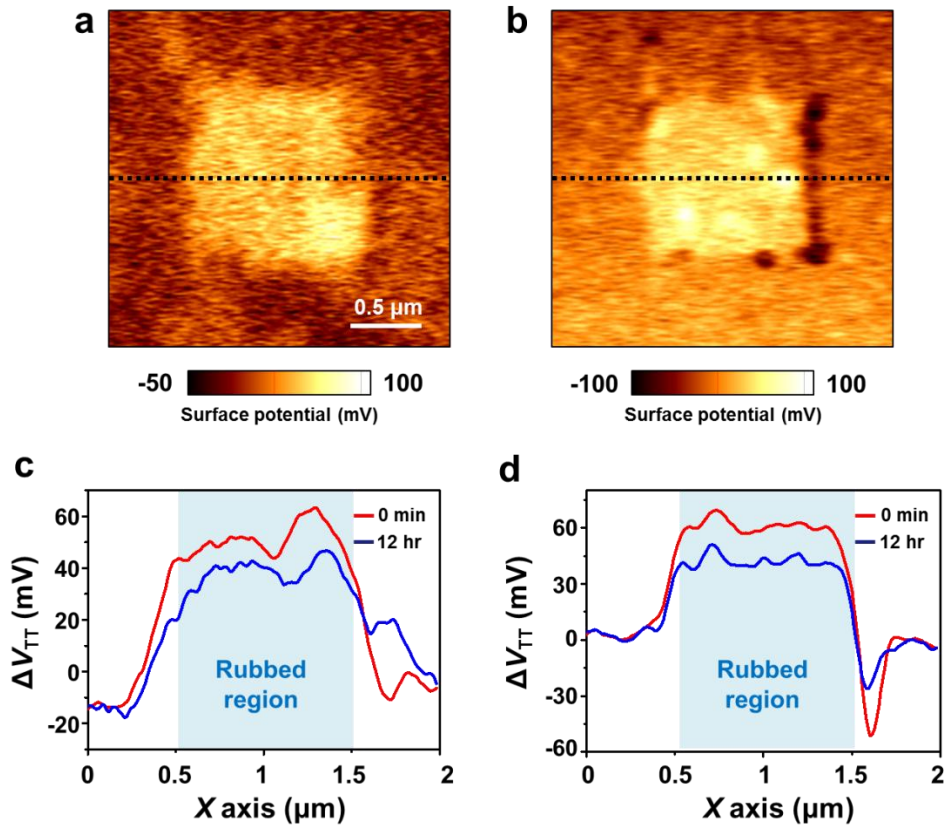 a
b
0.5 μm
-50 100
Surface potential (mV)
-100 100
Surface potential (mV)
c
60
40
20
0
-20
ΔVTT (mV)
0 min
12 hr
Rubbed
region
0 0.5 1 1.5 2
X axis (μm)
d
60
30
0
-30
-60
ΔVTT (mV)
0 min
12 hr
Rubbed
region
0 0.5 1 1.5 2
X axis (μm)